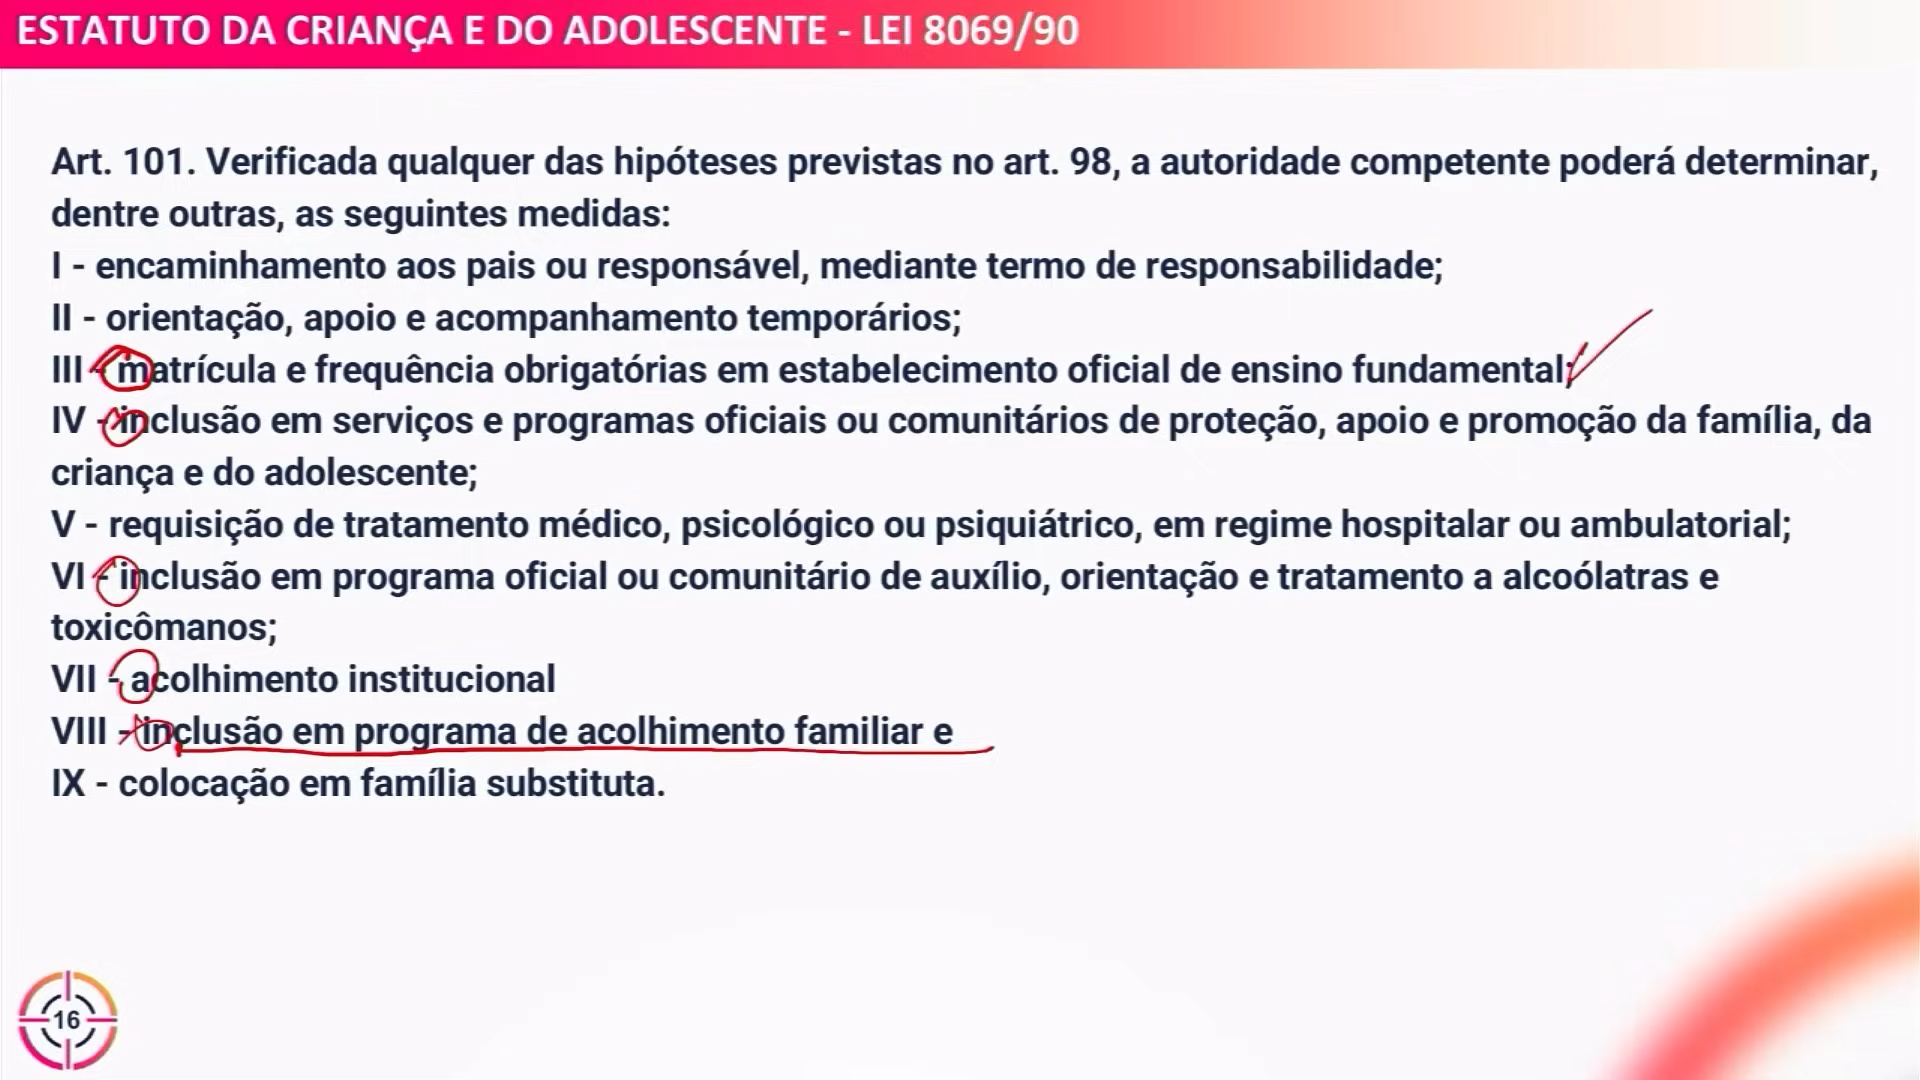 ESTATUTO DA CRIANÇA E DO ADOLESCENTE - LEI 8069/90
Art. 101. Verificada qualquer das hipóteses previstas no art. 98, a autoridade competente poderá determinar,
dentre outras, as seguintes medidas:
I - encaminhamento aos pais ou responsável, mediante termo de responsabilidade;
II - orientação, apoio e acompanhamento temporários;
III - matrícula e frequência obrigatórias em estabelecimento oficial de ensino fundamental;
IV - inclusão em serviços e programas oficiais ou comunitários de proteção, apoio e promoção da família, da
criança e do adolescente;
V - requisição de tratamento médico, psicológico ou psiquiátrico, em regime hospitalar ou ambulatorial;
VI - inclusão em programa oficial ou comunitário de auxílio, orientação e tratamento a alcoólatras e
toxicômanos;
VII - acolhimento institucional
VIII - inclusão em programa de acolhimento familiar e
IX - colocação em família substituta.
16